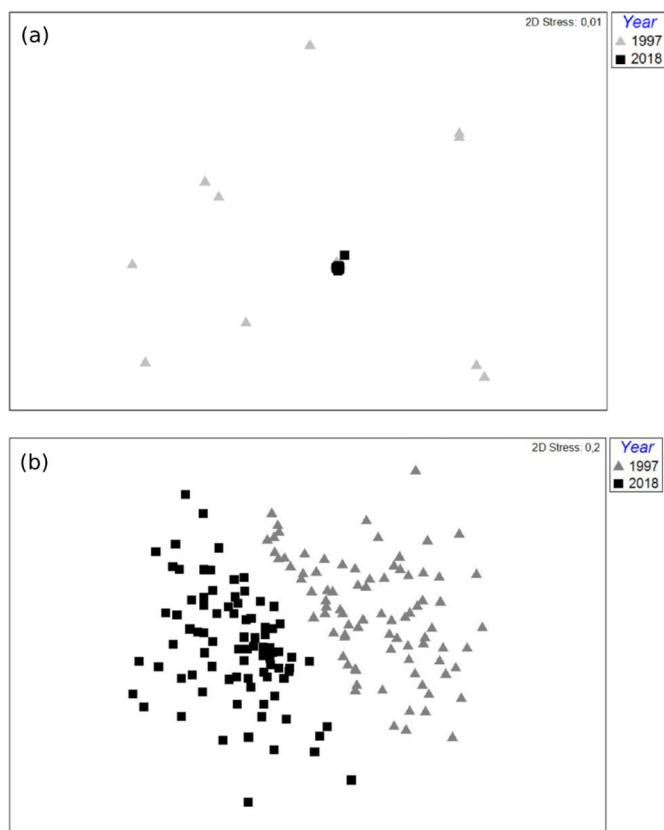 (a)
2D Stress: 0,01
Year
1997
2018
(b)
2D Stress: 0,2
Year
1997
2018